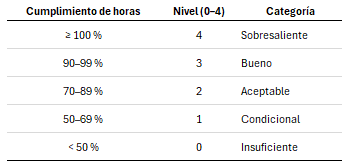 Cumplimiento de horas Nivel (0–4) Categoría
≥ 100 % 4 Sobresaliente
90–99 % 3 Bueno
70–89 % 2 Aceptable
50–69 % 1 Condicional
< 50 % 0 Insuficiente